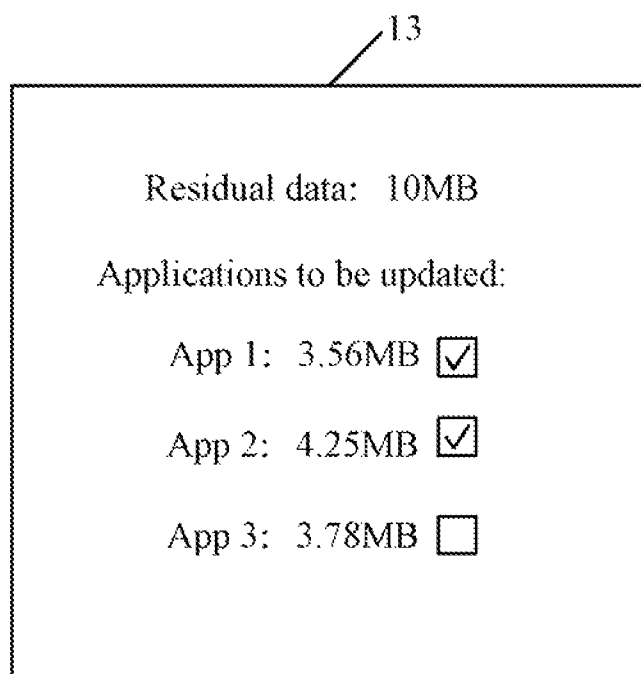 13
Residual data: 10MB
Applications to be updated:
App 1: 3.56MB
App 2: 4.25MB
App 3: 3.78MB